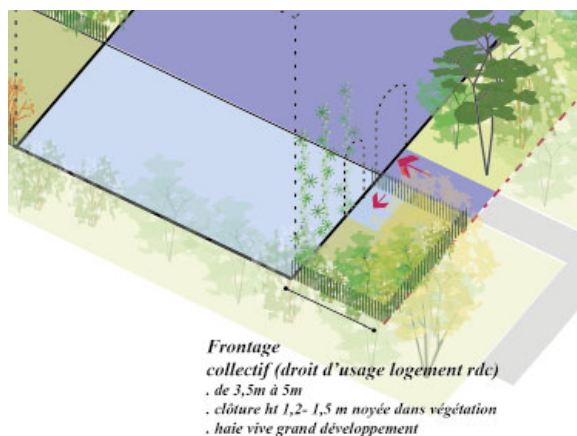 Frontage
collectif (droit d'usage logement rdc)
. de 3,5m à 5m
. clôture ht 1,2- 1,5 m noyée dans végétation
. haie vive grand développement